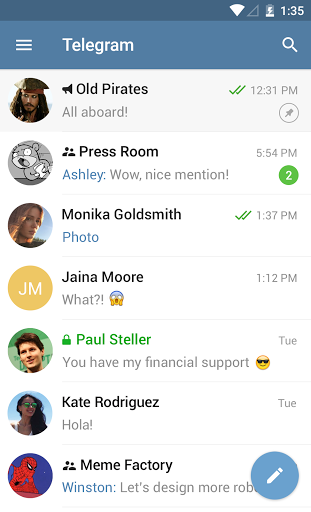 1:35
Telegram
Old Pirates 12:31 PM
All aboard!
Press Room 5:54 PM
Ashley: Wow, nice mention! 2
Monika Goldsmith 1:37 PM
Photo
JM
Jaina Moore 1:12 PM
What?! 😱
Paul Steller Tue
You have my financial support 😎
Kate Rodriguez Tue
Hola!
Meme Factory
Winston: Let's design more